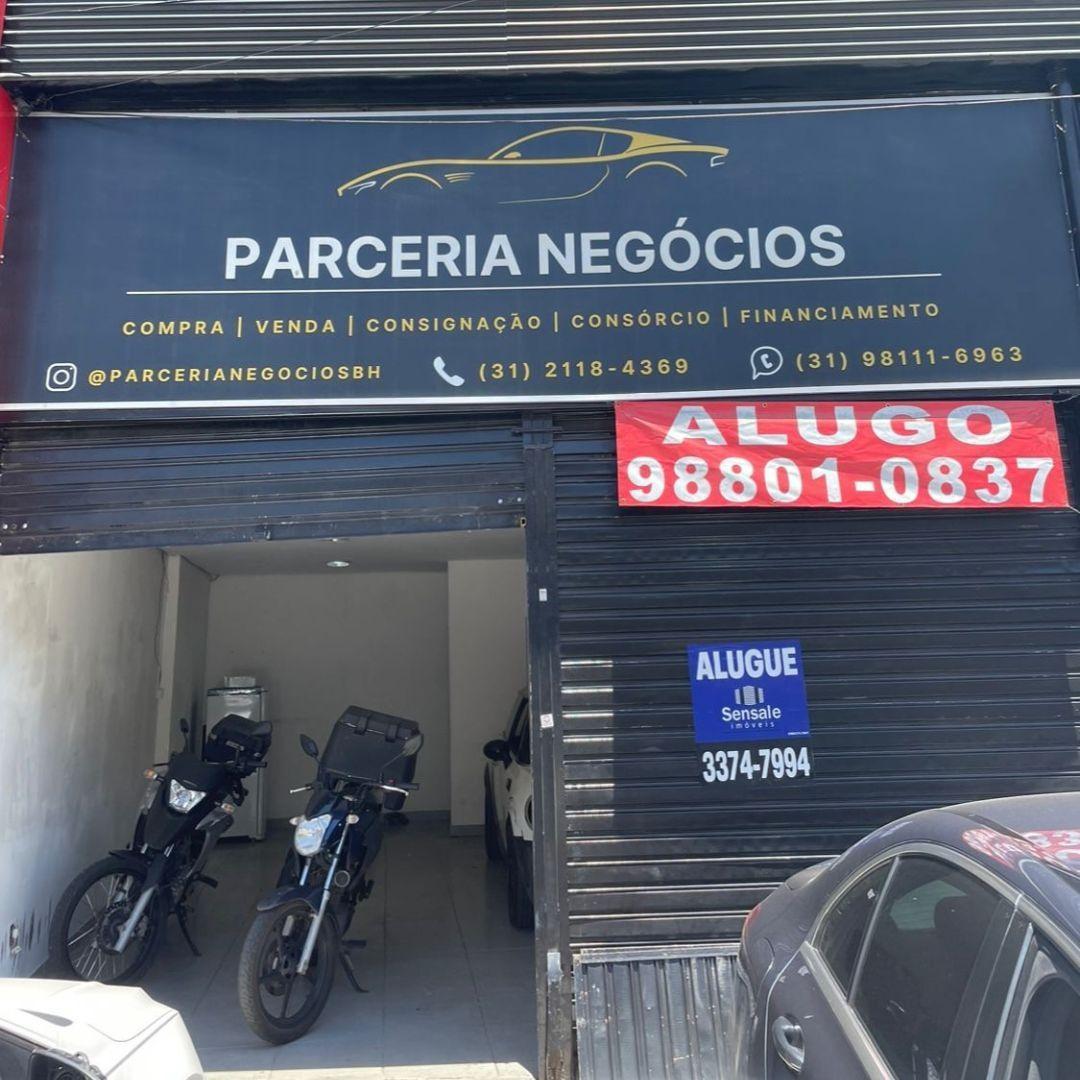 PARCERIA NEGÓCIOS
COMPRA | VENDA | CONSIGNAÇÃO | CONSÓRCIO | FINANCIAMENTO
@PARCERIANEGOCIOSBH (31) 2118-4369 (31) 98111-6963
ALUGO
98801-0837
ALUGUE
Sensale
imóveis
3374-7994